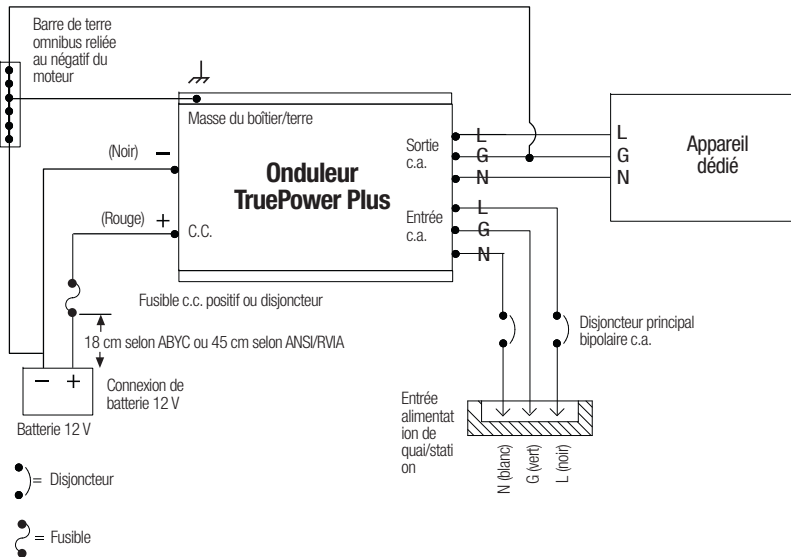 Barre de terre
omnibus reliée
au négatif du
moteur
Masse du boîtier/terre
(Noir) −
Onduleur
TruePower Plus
(Rouge) +
C.C.
Sortie
c.a.
L
G
N
Entrée
c.a.
L
G
N
L
G
N
Appareil
dédié
Fusible c.c. positif ou disjoncteur
18 cm selon ABYC ou 45 cm selon ANSI/RVIA
− +
Connexion de
batterie 12 V
Batterie 12 V
Disjoncteur principal
bipolaire c.a.
Entrée
alimentat
ion de
quai/stati
on
N (blanc)
G (vert)
L (noir)
= Disjoncteur
= Fusible